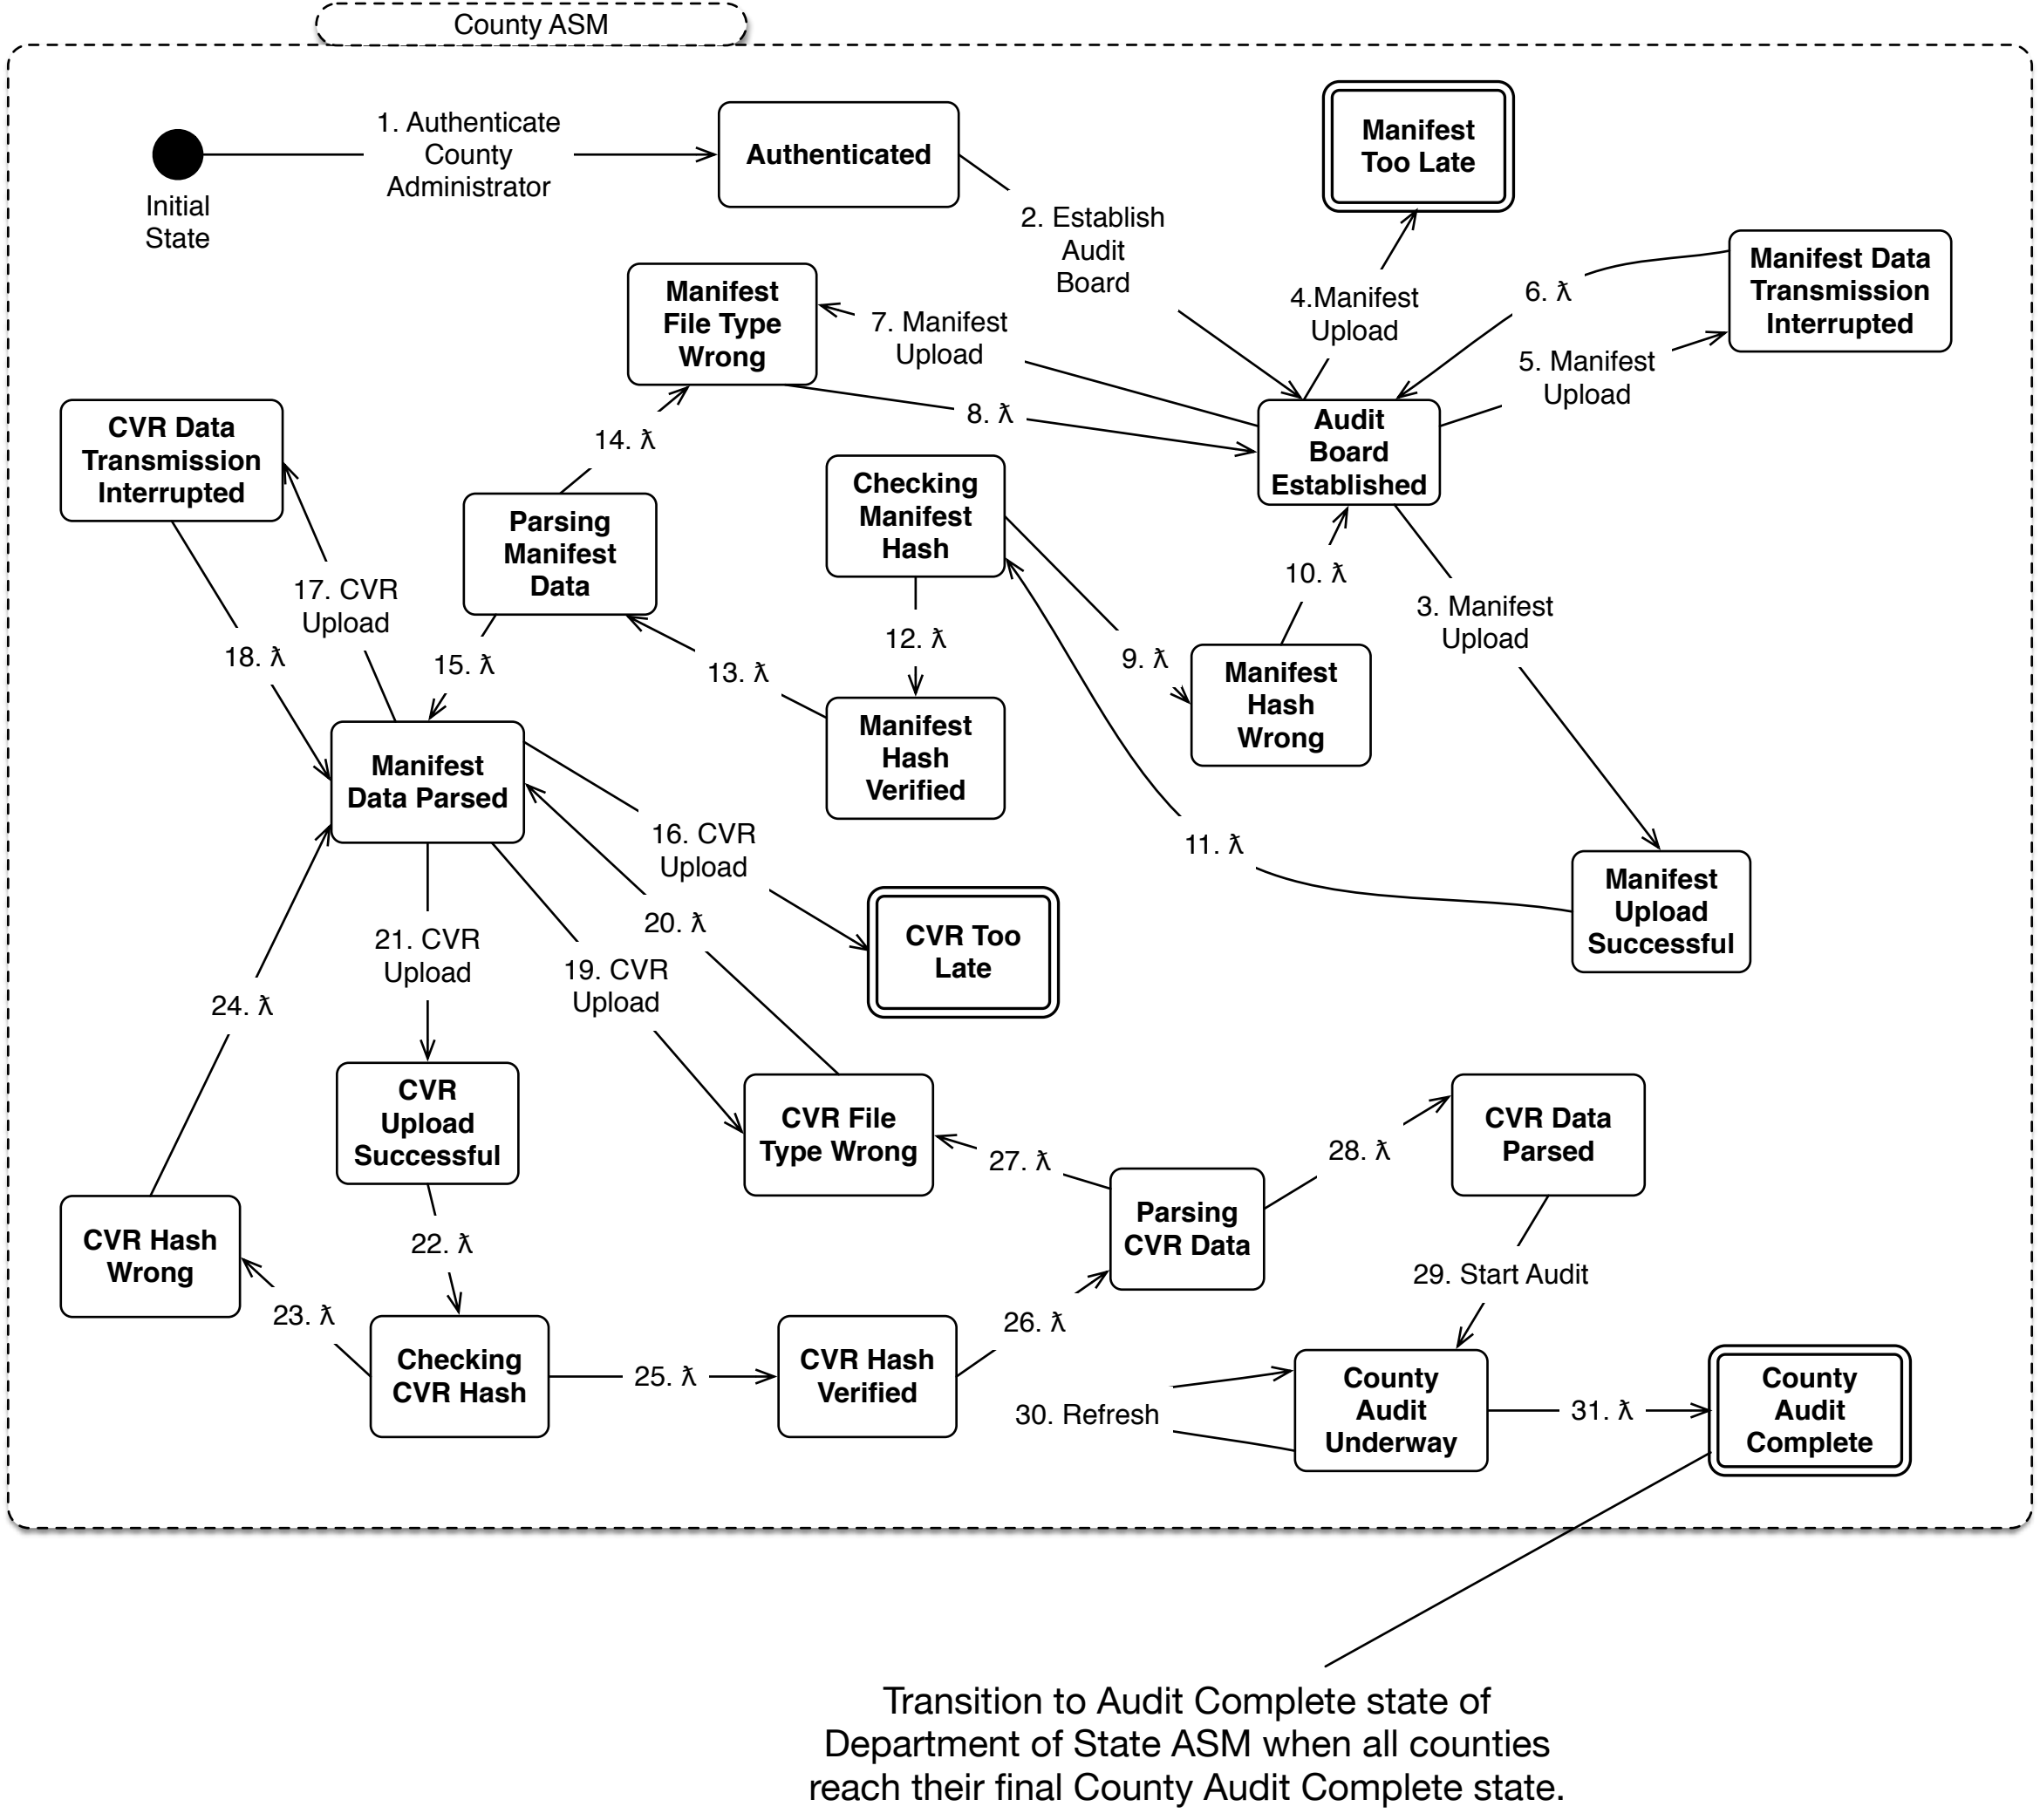 County ASM
1. Authenticate
County
Administrator
Initial
State
Authenticated
2. Establish
Audit
Board
Manifest
Too Late
4.Manifest
Upload
Manifest Data
Transmission
Interrupted
6. ƛ
5. Manifest
Upload
Manifest
File Type
Wrong
7. Manifest
Upload
8. ƛ
Audit
Board
Established
CVR Data
Transmission
Interrupted
14. ƛ
Parsing
Manifest
Data
Checking
Manifest
Hash
10. ƛ
3. Manifest
Upload
17. CVR
Upload
18. ƛ
15. ƛ
13. ƛ
12. ƛ
9. ƛ
Manifest
Hash
Wrong
Manifest
Data Parsed
Manifest
Hash
Verified
16. CVR
Upload
11. ƛ
Manifest
Upload
Successful
20. ƛ
CVR Too
Late
21. CVR
Upload
19. CVR
Upload
24. ƛ
CVR
Upload
Successful
CVR File
Type Wrong
27. ƛ
28. ƛ
CVR Data
Parsed
Parsing
CVR Data
CVR Hash
Wrong
22. ƛ
29. Start Audit
23. ƛ
26. ƛ
Checking
CVR Hash
25. ƛ
CVR Hash
Verified
30. Refresh
County
Audit
Underway
31. ƛ
County
Audit
Complete
Transition to Audit Complete state of
Department of State ASM when all counties
reach their final County Audit Complete state.